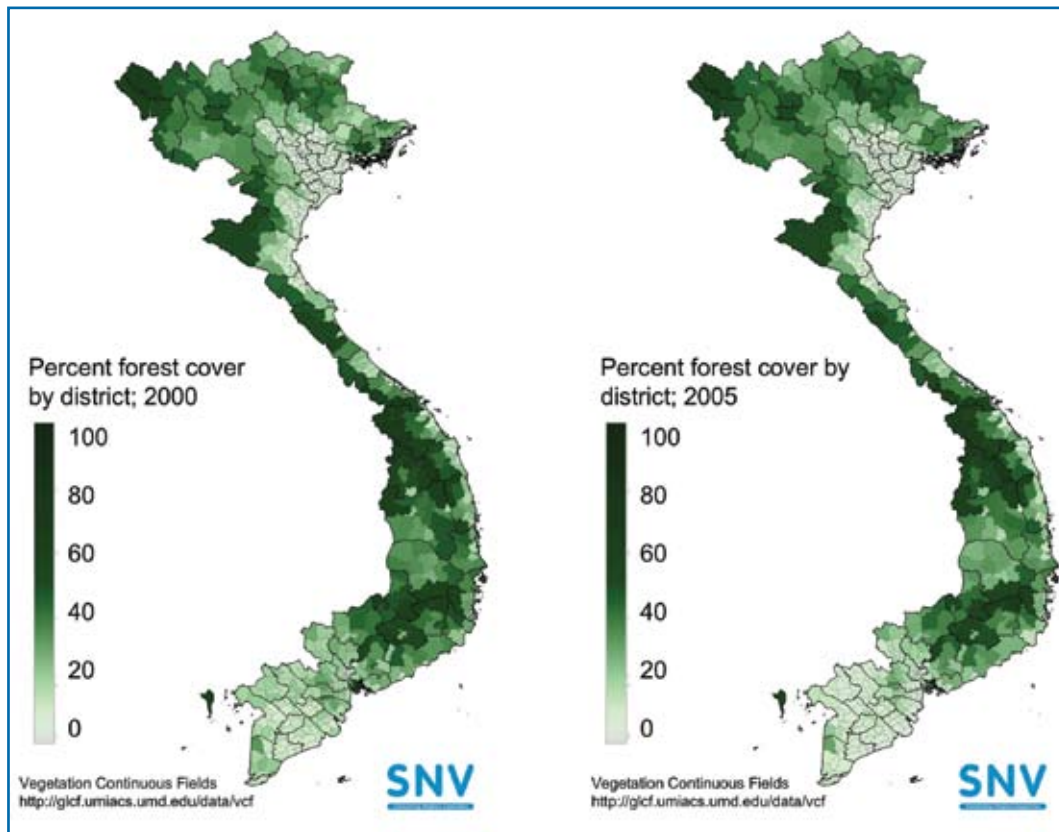 Percent forest cover
by district; 2000
100
80
60
40
20
0
Vegetation Continuous Fields
http://glcf.umiacs.umd.edu/data/vcf
SNV
Percent forest cover by
district; 2005
100
80
60
40
20
0
Vegetation Continuous Fields
http://glcf.umiacs.umd.edu/data/vcf
SNV